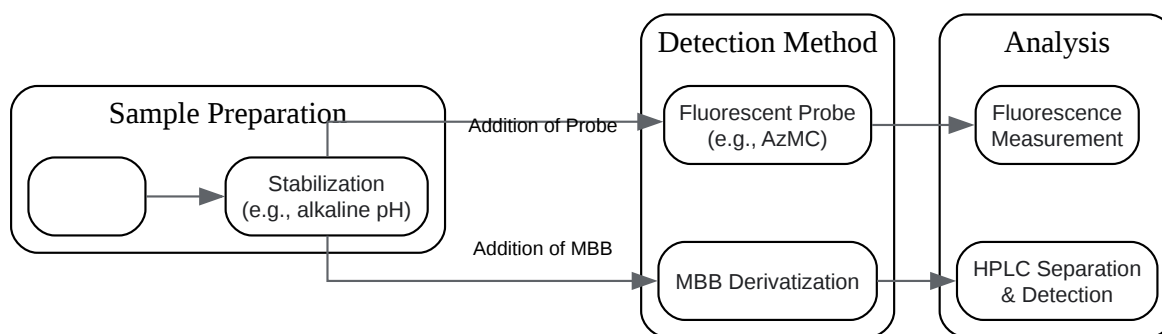 Sample Preparation
Stabilization
(e.g., alkaline pH)
Addition of Probe
Addition of MBB
Detection Method
Fluorescent Probe
(e.g., AzMC)
MBB Derivatization
Analysis
Fluorescence
Measurement
HPLC Separation
& Detection